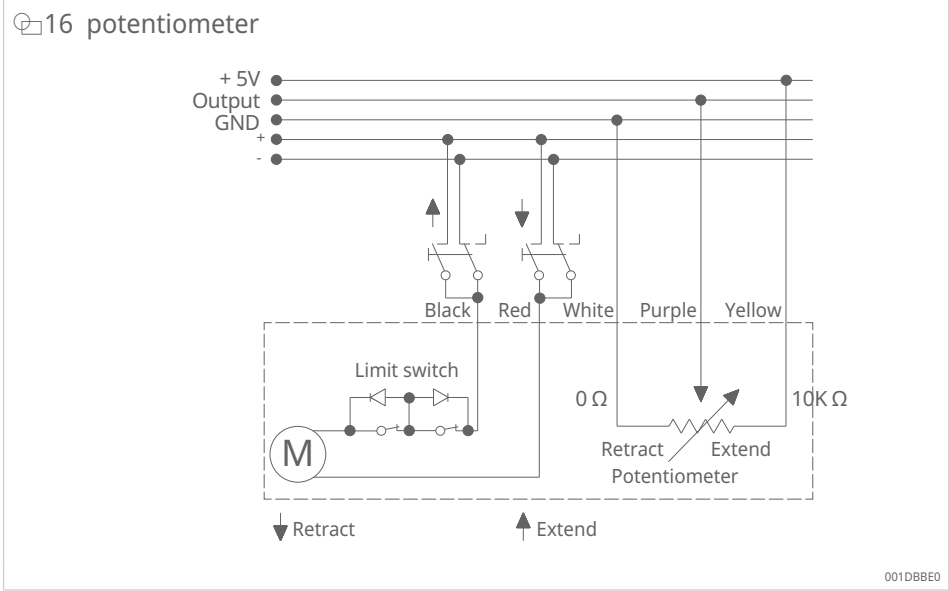 16 potentiometer
+ 5V
Output
GND
+
-
Black Red White Purple Yellow
Limit switch
0 Ω 10K Ω
M
Retract Extend
Potentiometer
Retract Extend
001DBBE0